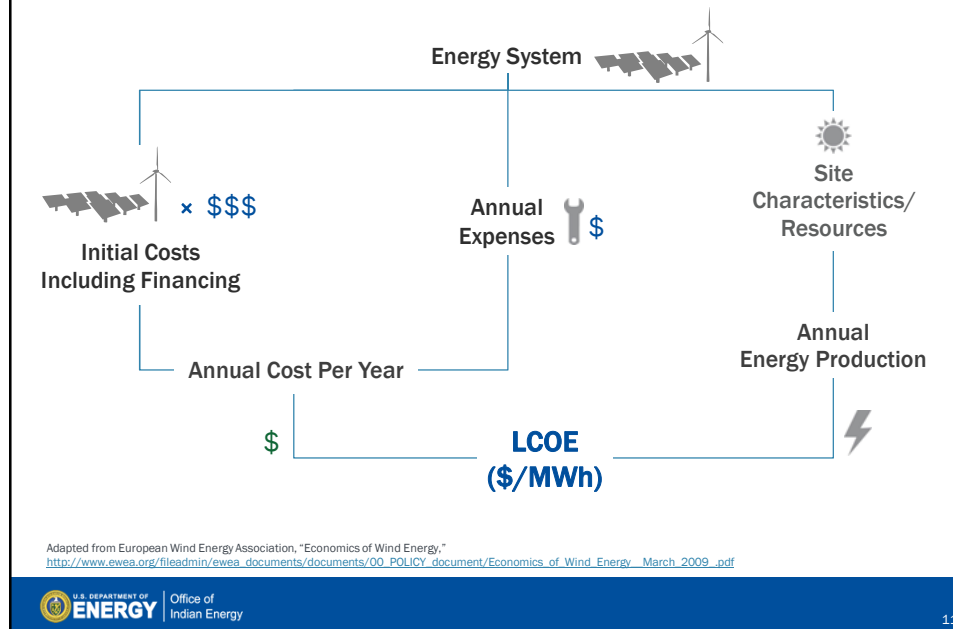 Energy System
× $$$
Initial Costs
Including Financing
Annual
Expenses
$
Site
Characteristics/
Resources
Annual
Energy Production
Annual Cost Per Year
$
LCOE
($/MWh)
Adapted from European Wind Energy Association, “Economics of Wind Energy,”
http://www.ewea.org/fileadmin/ewea_documents/documents/00_POLICY_document/Economics_of_Wind_Energy__March_2009_.pdf
U.S. DEPARTMENT OF
ENERGY
Office of
Indian Energy
11